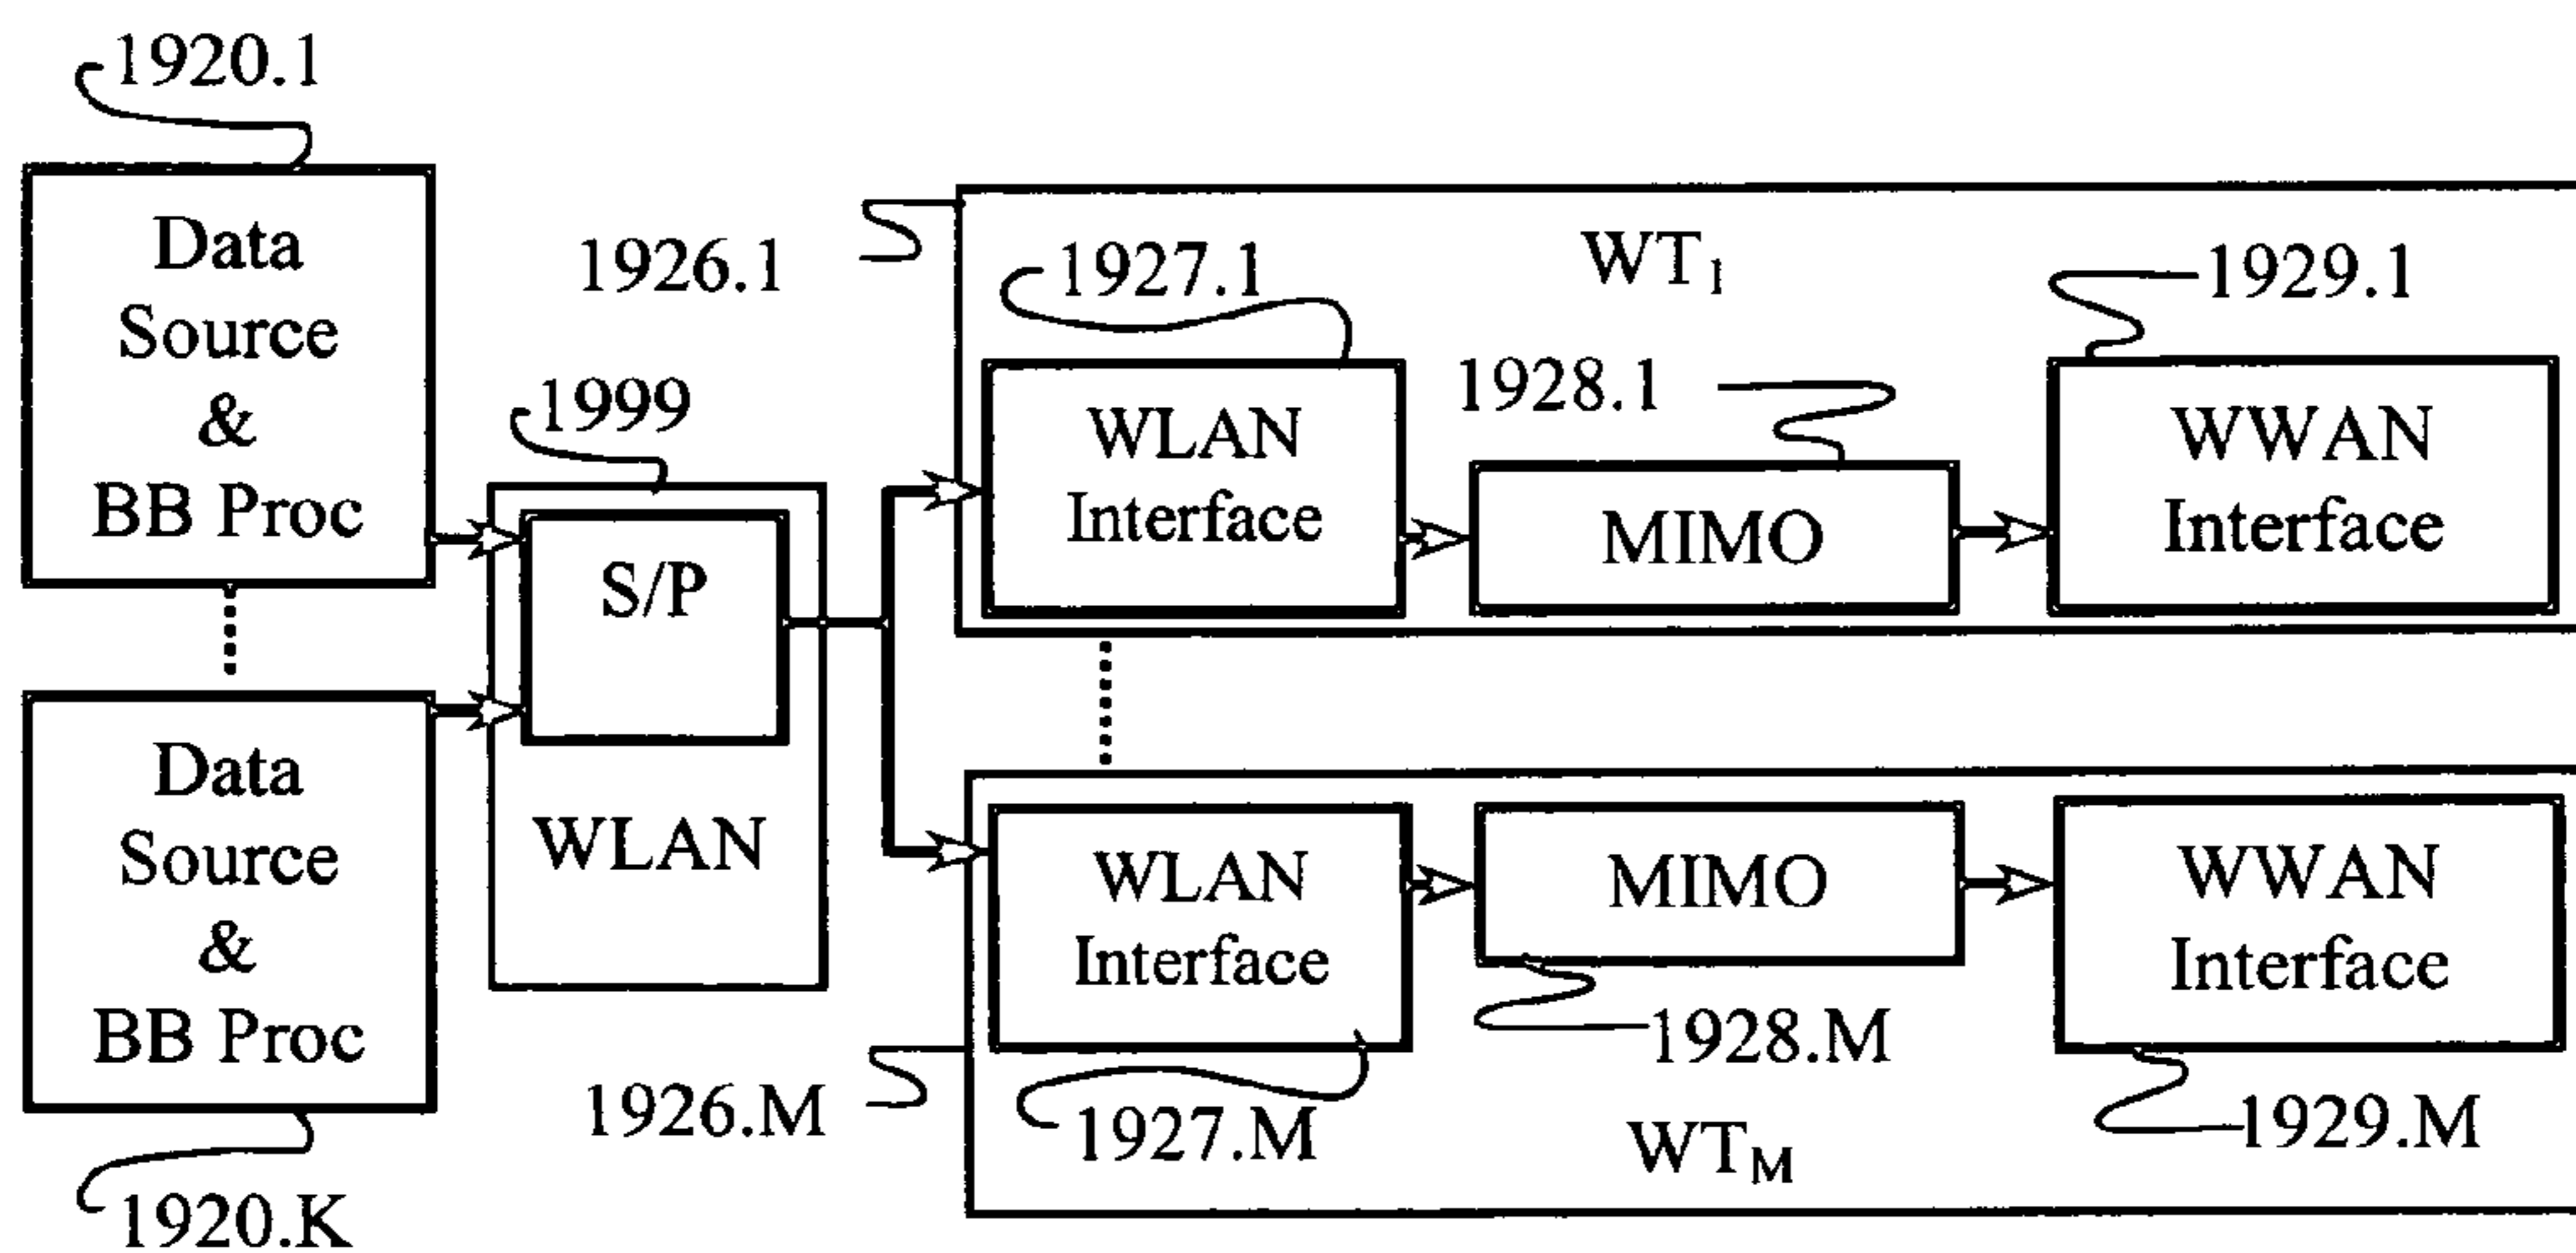 1920.1
Data
Source
&
BB Proc
1999
S/P
WLAN
1926.1
WT1
1927.1
WLAN
Interface
1928.1
MIMO
1929.1
WWAN
Interface
Data
Source
&
BB Proc
1920.K
1926.M
WLAN
Interface
1927.M
MIMO
1928.M
WWAN
Interface
1929.M
WTM